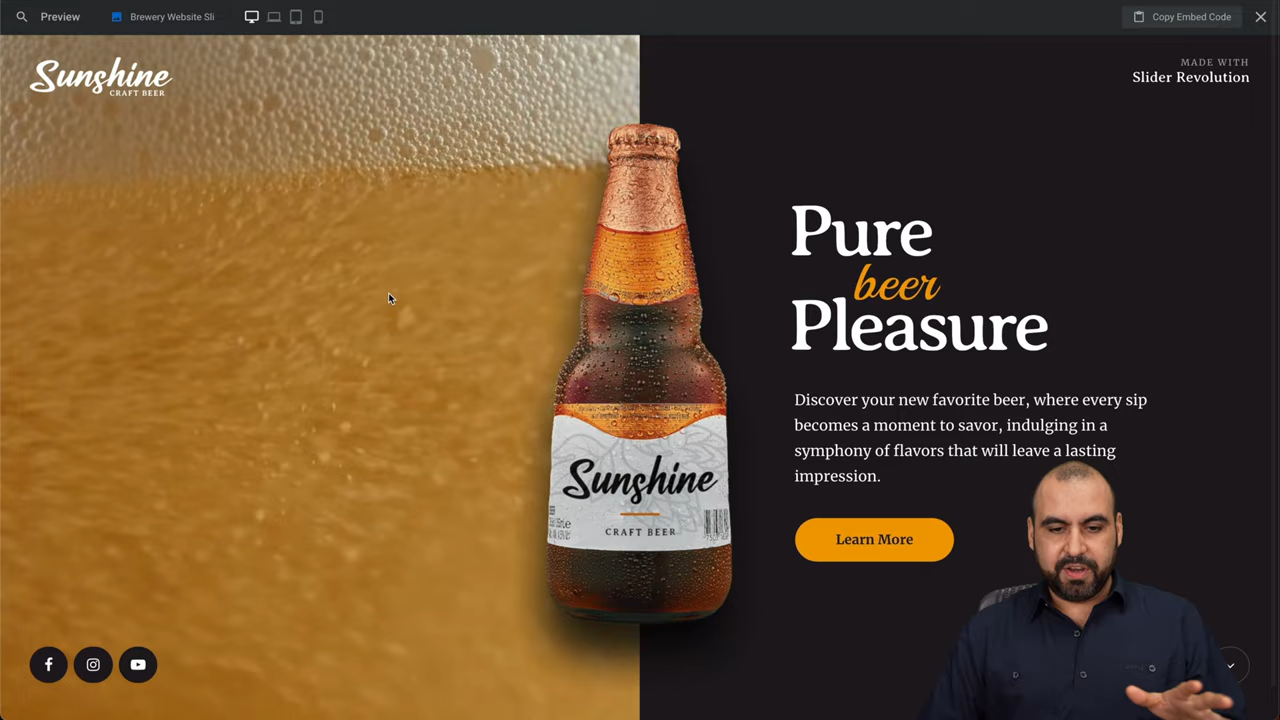 Preview
Brewery Website Sli
Copy Embed Code
Sunshine
CRAFT BEER
MADE WITH
Slider Revolution
Pure
beer
Pleasure
Discover your new favorite beer, where every sip
becomes a moment to savor, indulging in a
symphony of flavors that will leave a lasting
impression.
Learn More
Sunshine
CRAFT BEER